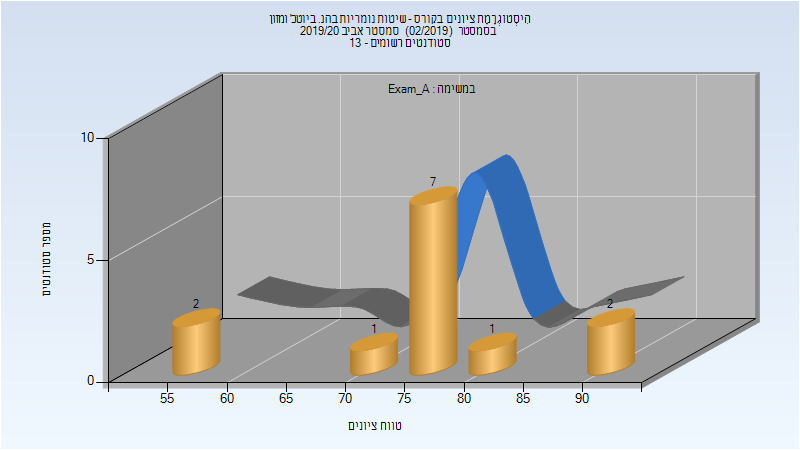 היסטוגרמת ציונים בקורס - שיטות נומריות בהנ. ביוטכ' ומזון
בסמסטר (02/2019) סמסטר אביב 2019/20
סטודנטים רשומים - 13
במשימה : Exam_A
מספר סטודנטים
10
5
0
2
1
7
1
2
55 60 65 70 75 80 85 90
טווח ציונים